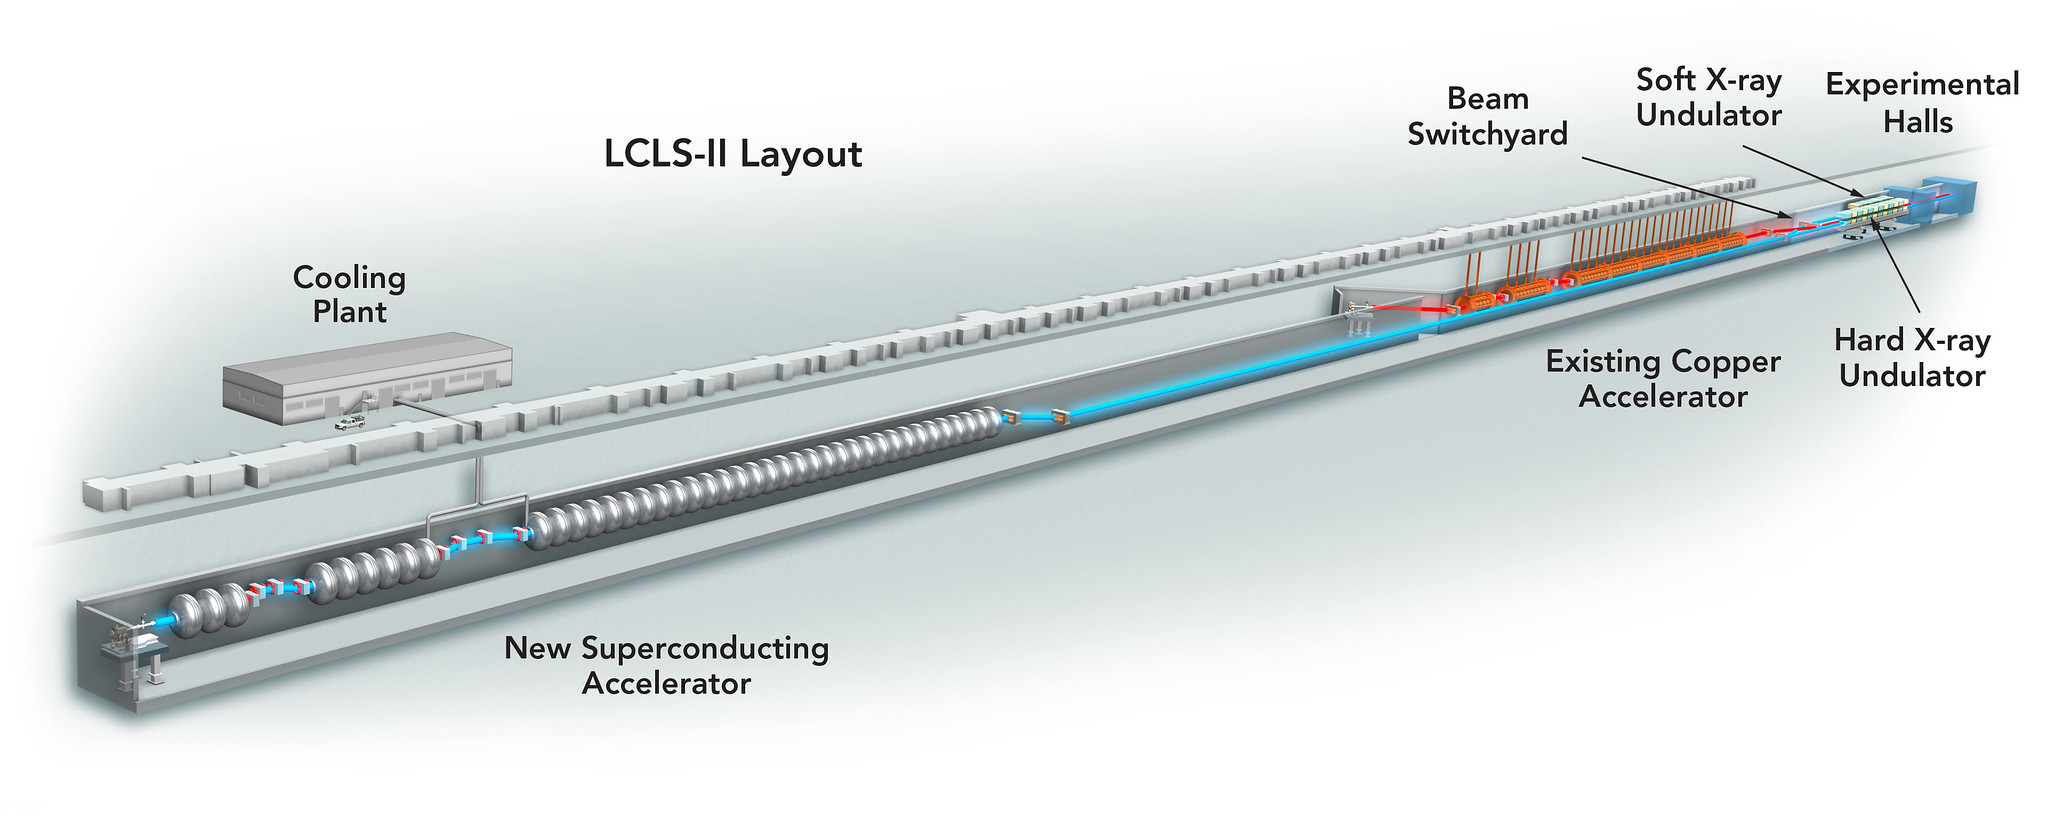 LCLS-II Layout
Cooling
Plant
New Superconducting
Accelerator
Beam
Switchyard
Soft X-ray
Undulator
Experimental
Halls
Existing Copper
Accelerator
Hard X-ray
Undulator